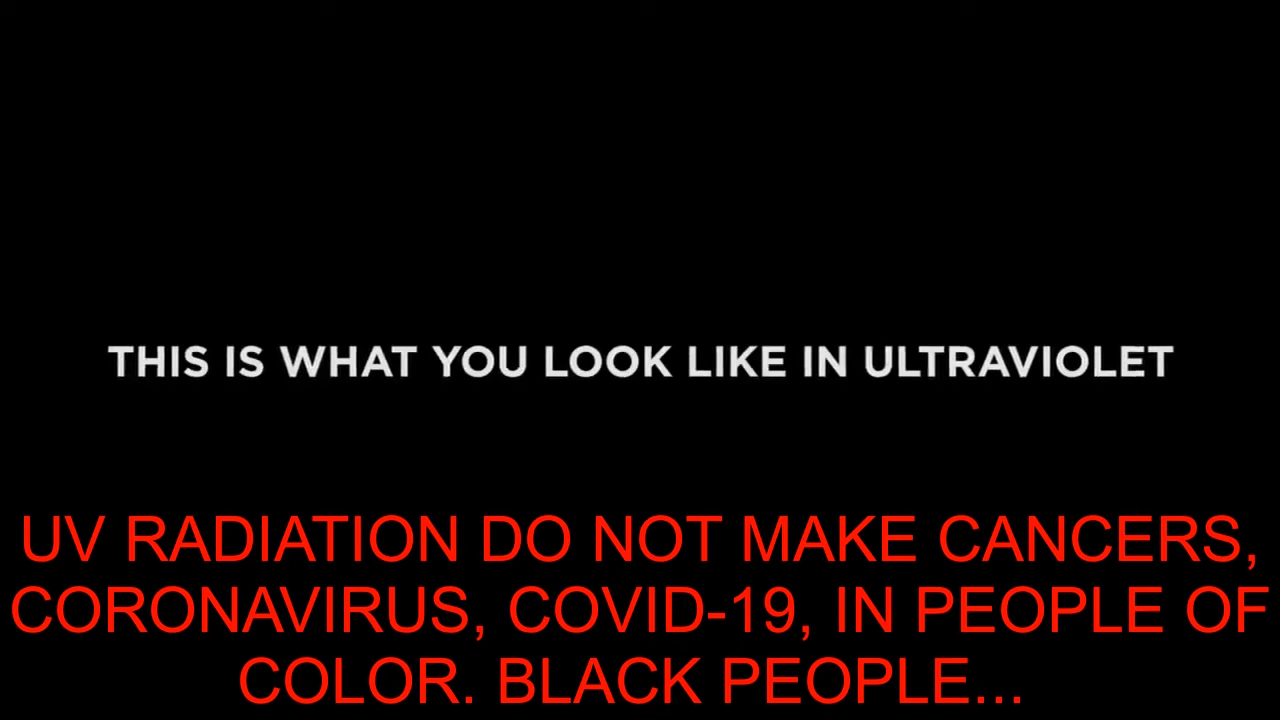 THIS IS WHAT YOU LOOK LIKE IN ULTRAVIOLET
UV RADIATION DO NOT MAKE CANCERS,
CORONAVIRUS, COVID-19, IN PEOPLE OF
COLOR. BLACK PEOPLE...